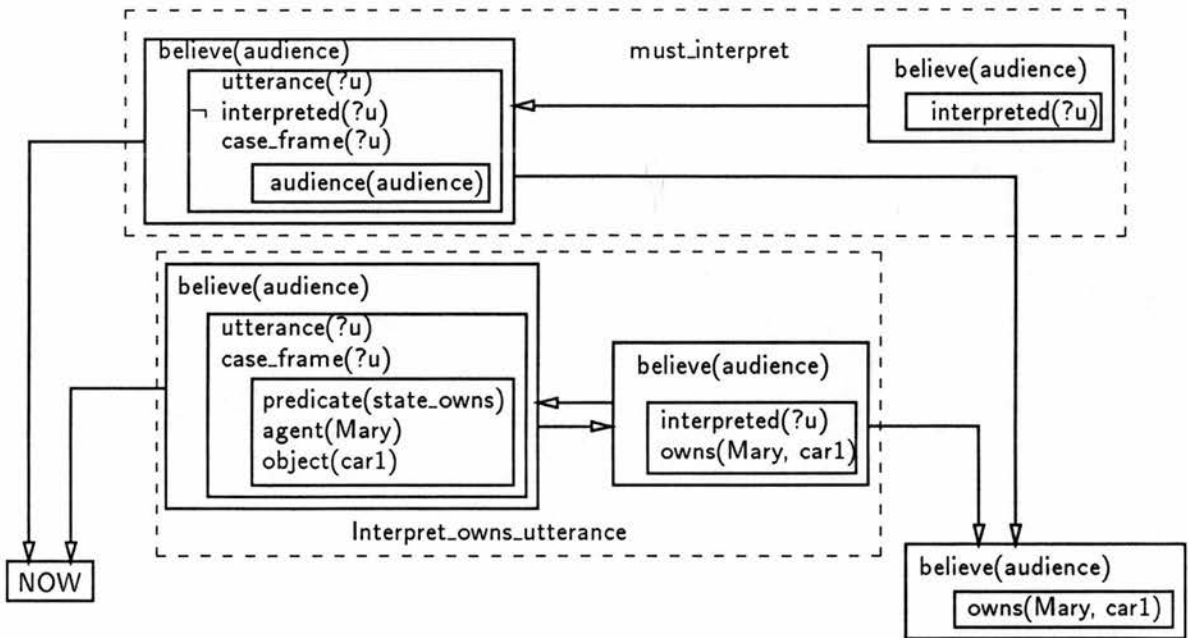 believe(audience)
utterance(?u)
¬ interpreted(?u)
case_frame(?u)
audience(audience)
must_interpret
believe(audience)
interpreted(?u)
believe(audience)
utterance(?u)
case_frame(?u)
predicate(state_owns)
agent(Mary)
object(car1)
believe(audience)
interpreted(?u)
owns(Mary, car1)
Interpret_owns_utterance
NOW
believe(audience)
owns(Mary, car1)